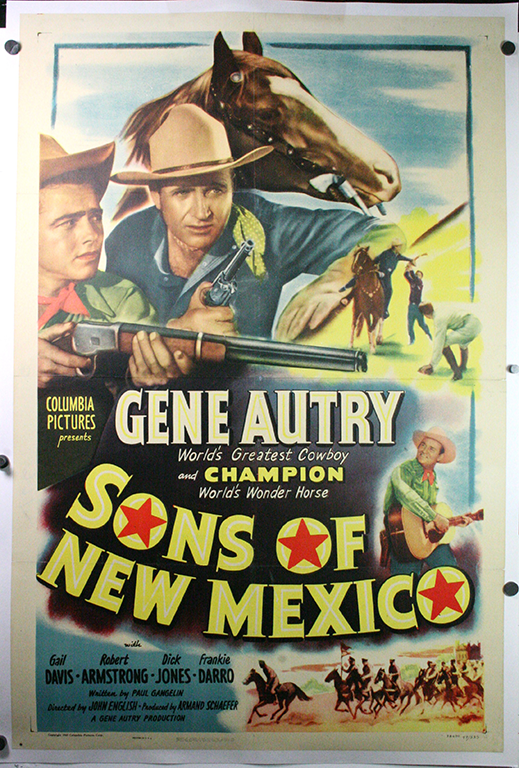 COLUMBIA
PICTURES
presents
GENE AUTRY
World's Greatest Cowboy
and CHAMPION
World's Wonder Horse
SONS OF
NEW MEXICO
with
Gail Robert Dick Frankie
DAVIS • ARMSTRONG • JONES • DARRO
Written by PAUL GANGELIN
Directed by JOHN ENGLISH • Produced by ARMAND SCHAEFER
A GENE AUTRY PRODUCTION